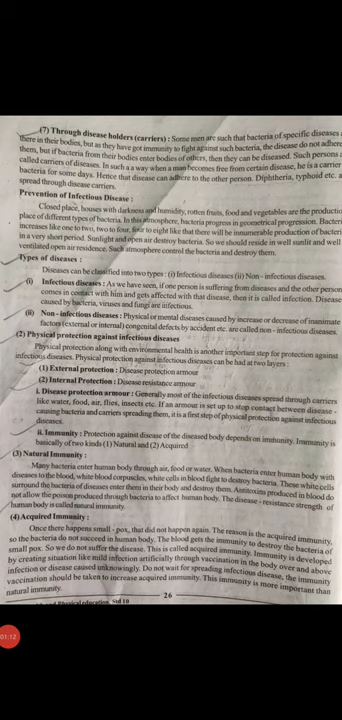 (7) Through disease holders (carriers) : Some men are such that bacteria of specific diseases
there in their bodies, but as they have got immunity to fight against such bacteria, the disease do not adhere
them, but if bacteria from their bodies enter bodies of others, then they can be diseased. Such persons
called carriers of diseases. In such a a way when a man becomes free from certain disease, he is a carrier
bacteria for some days. Hence that disease can adhere to the other person. Diphtheria, typhoid etc.
spread through disease carriers.
Prevention of Infectious Disease :
Closed place, houses with darkness and humidity, rotten fruits, food and vegetables are the production
place of different types of bacteria. In this atmosphere, bacteria progress in geometrical progression. Bacteri
increases like one to two, two to four, four to eight like that there will be innumerable production of bacteri
in a very short period. Sunlight and open air destroy bacteria. So we should reside in well sunlit and well
ventilated open air residence. Such atmosphere control the bacteria and destroy them.
Types of diseases :
Diseases can be classified into two types : (i) Infectious diseases (ii) Non - infectious diseases.
(i) Infectious diseases : As we have seen, if one person is suffering from diseases and the other person
comes in contact with him and gets affected with that disease, then it is called infection. Disease
caused by bacteria, viruses and fungi are infectious.
(ii) Non - infectious diseases : Physical or mental diseases caused by increase or decrease of inanimate
factors (external or internal) congenital defects by accident etc. are called non - infectious diseases.
(2) Physical protection against infectious diseases
Physical protection along with environmental health is another important step for protection against
infectious diseases. Physical protection against infectious diseases can be had at two layers :
(1) External protection : Disease protection armour
(2) Internal Protection : Disease resistance armour
i. Disease protection armour : Generally most of the infectious diseases spread through carriers
like water, food, air, flies, insects etc. If an armour is set up to stop contact between disease -
causing bacteria and carriers spreading them, it is a first step of physical protection against infectious
diseases.
ii. Immunity : Protection against disease of the diseased body depends on immunity. Immunity is
basically of two kinds (1) Natural and (2) Acquired
(3) Natural Immunity :
Many bacteria enter human body through air, food or water. When bacteria enter human body with
diseases to the blood, white blood corpuscles, white cells in blood fight to destroy bacteria. These white cells
surround the bacteria of diseases enter them in their body and destroy them. Antitoxins produced in blood do
not allow the poison produced through bacteria to affect human body. The disease - resistance strength of
human body is called natural immunity.
(4) Acquired Immunity :
Once there happens small - pox, that did not happen again. The reason is the acquired immunity,
so the bacteria do not succeed in human body. The blood gets the immunity to destroy the bacteria of
small pox. So we do not suffer the disease. This is called acquired immunity. Immunity is developed
by creating situation like mild infection artificially through vaccination in the body over and above
infection or disease caused unknowingly. Do not wait for spreading infectious disease, the immunity
vaccination should be taken to increase acquired immunity. This immunity is more important than
natural immunity.
26
and Physical education, Std 10
01:12